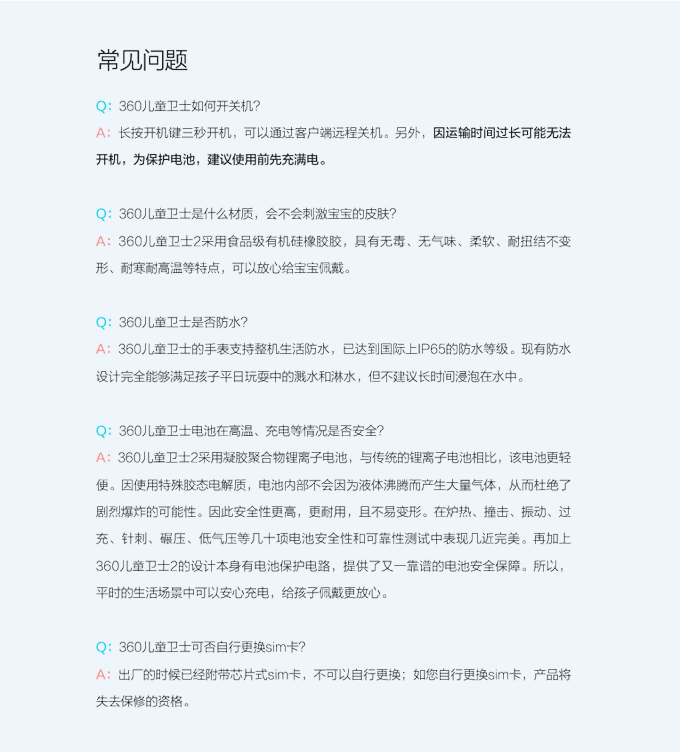 常见问题
Q：360儿童卫士如何开关机？
A：长按开机键三秒开机，可以通过客户端远程关机。另外，因运输时间过长可能无法
开机，为保护电池，建议使用前先充满电。
Q：360儿童卫士是什么材质，会不会刺激宝宝的皮肤？
A：360儿童卫士2采用食品级有机硅橡胶胶，具有无毒、无气味、柔软、耐扭结不变
形、耐寒耐高温等特点，可以放心给宝宝佩戴。
Q：360儿童卫士是否防水？
A：360儿童卫士的手表支持整机生活防水，已达到国际上IP65的防水等级。现有防水
设计完全能够满足孩子平日玩耍中的溅水和淋水，但不建议长时间浸泡在水中。
Q：360儿童卫士电池在高温、充电等情况是否安全？
A：360儿童卫士2采用凝胶聚合物锂离子电池，与传统的锂离子电池相比，该电池更轻
便。因使用特殊胶态电解质，电池内部不会因为液体沸腾而产生大量气体，从而杜绝了
剧烈爆炸的可能性。因此安全性更高，更耐用，且不易变形。在炉热、撞击、振动、过
充、针刺、碾压、低气压等几十项电池安全性和可靠性测试中表现几近完美。再加上
360儿童卫士2的设计本身有电池保护电路，提供了又一靠谱的电池安全保障。所以，
平时的生活场景中可以安心充电，给孩子佩戴更放心。
Q：360儿童卫士可否自行更换sim卡？
A：出厂的时候已经附带芯片式sim卡，不可以自行更换；如您自行更换sim卡，产品将
失去保修的资格。